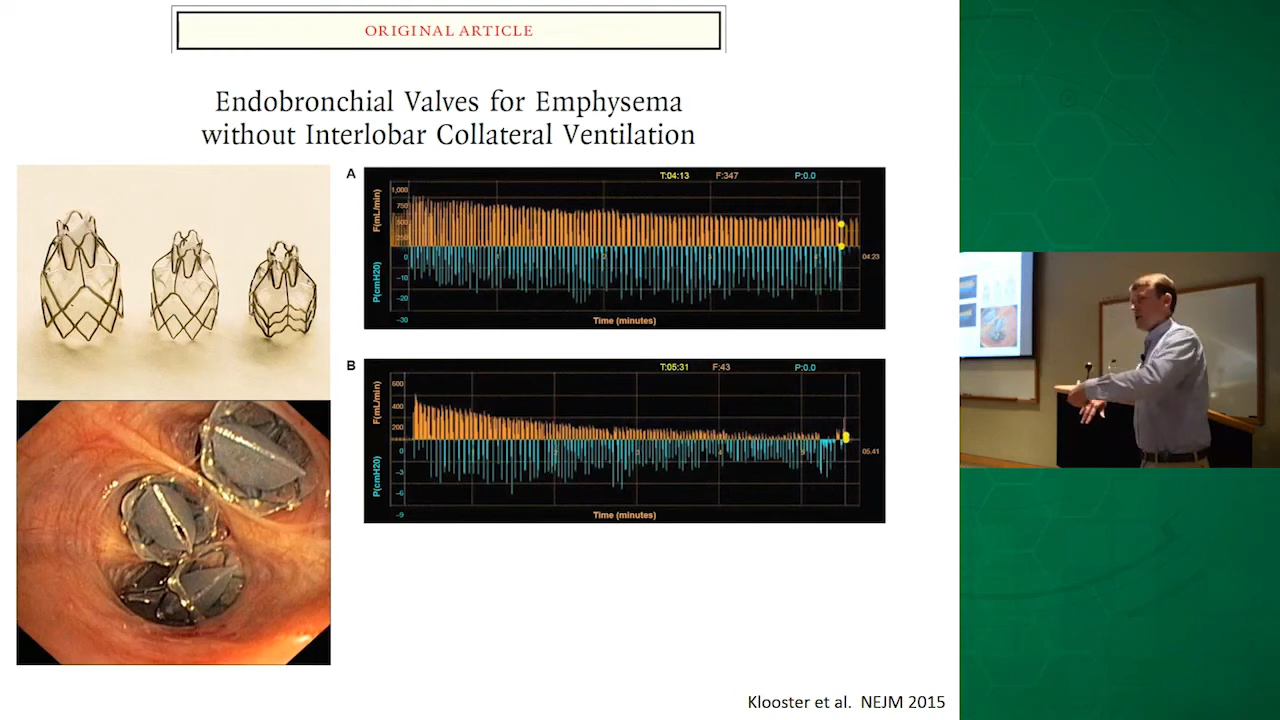 ORIGINAL ARTICLE
Endobronchial Valves for Emphysema
without Interlobar Collateral Ventilation
A
T:04:13 F:347 P:0.0
F(mL/min)
1,000
750
P(cmH20)
0
–10
–20
–30
04:23
Time (minutes)
B
T:05:31 F:43 P:0.0
F(mL/min)
600
400
200
P(cmH20)
0
–3
–6
–9
05:41
Time (minutes)
Klooster et al. NEJM 2015